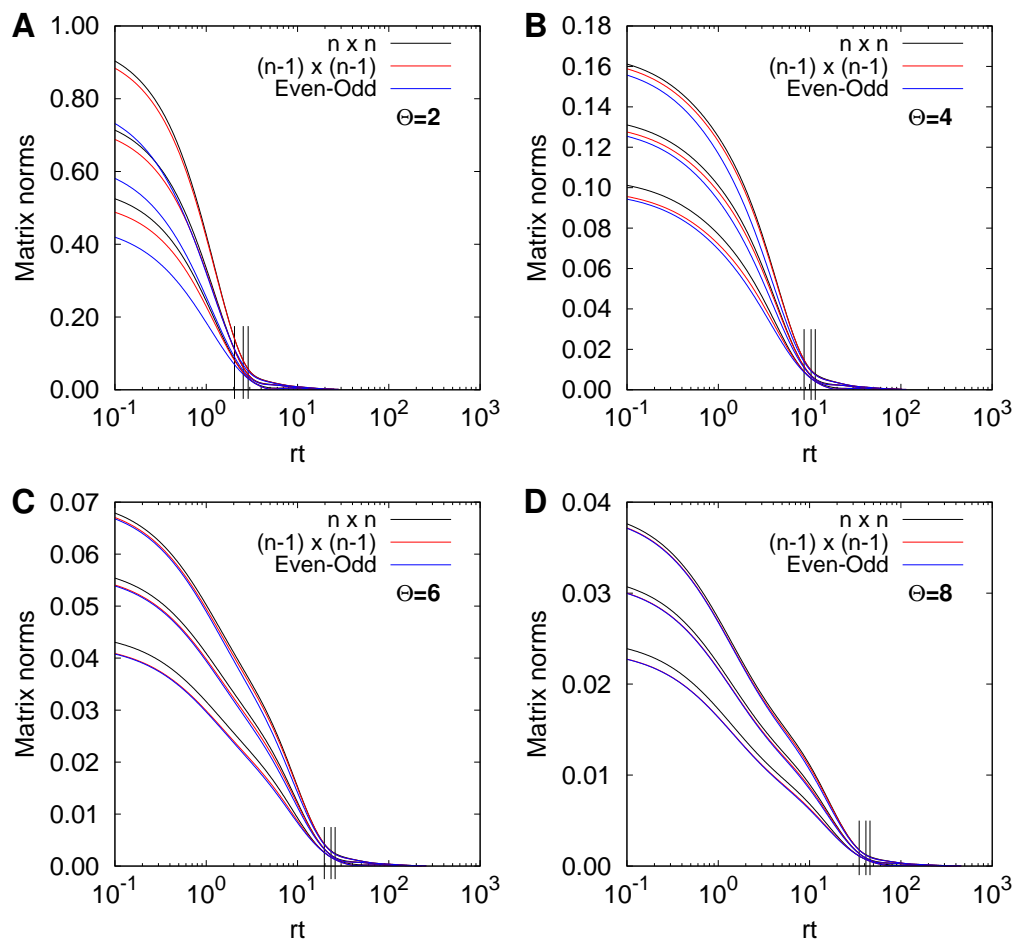 A
1.00
0.80
0.60
0.40
0.20
0.00
Matrix norms
n x n
(n-1) x (n-1)
Even-Odd
Θ=2
10^-1 10^0 10^1 10^2 10^3
rt
B
0.18
0.16
0.14
0.12
0.10
0.08
0.06
0.04
0.02
0.00
Matrix norms
n x n
(n-1) x (n-1)
Even-Odd
Θ=4
10^-1 10^0 10^1 10^2 10^3
rt
C
0.07
0.06
0.05
0.04
0.03
0.02
0.01
0.00
Matrix norms
n x n
(n-1) x (n-1)
Even-Odd
Θ=6
10^-1 10^0 10^1 10^2 10^3
rt
D
0.04
0.03
0.02
0.01
0.00
Matrix norms
n x n
(n-1) x (n-1)
Even-Odd
Θ=8
10^-1 10^0 10^1 10^2 10^3
rt